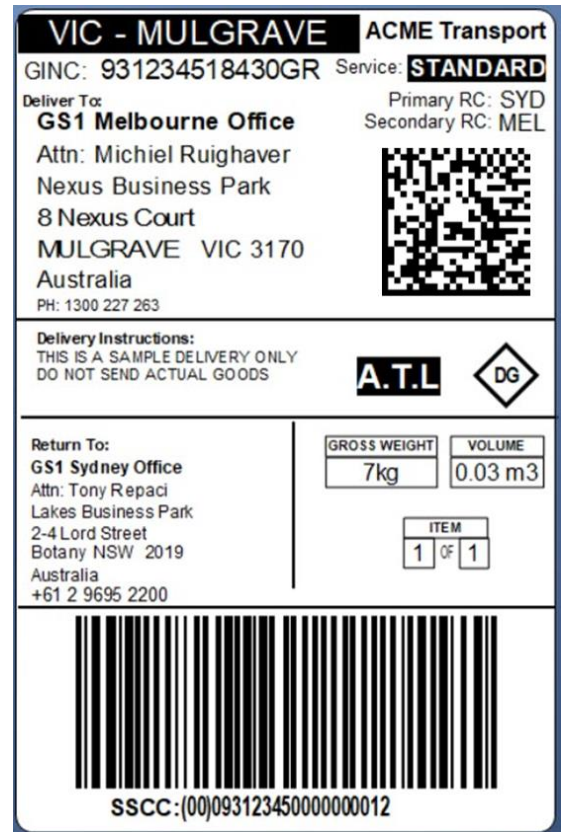 VIC - MULGRAVE ACME Transport
GINC: 931234518430GR Service: STANDARD
Deliver To: Primary RC: SYD
GS1 Melbourne Office Secondary RC: MEL
Attn: Michiel Ruighaver
Nexus Business Park
8 Nexus Court
MULGRAVE VIC 3170
Australia
PH: 1300 227 263
Delivery Instructions:
THIS IS A SAMPLE DELIVERY ONLY
DO NOT SEND ACTUAL GOODS
A.T.L DG
Return To:
GS1 Sydney Office
Attn: Tony Repaci
Lakes Business Park
2-4 Lord Street
Botany NSW 2019
Australia
+61 2 9695 2200
GROSS WEIGHT VOLUME
7kg 0.03 m3
ITEM
1 OF 1
SSCC:(00)093123450000000012